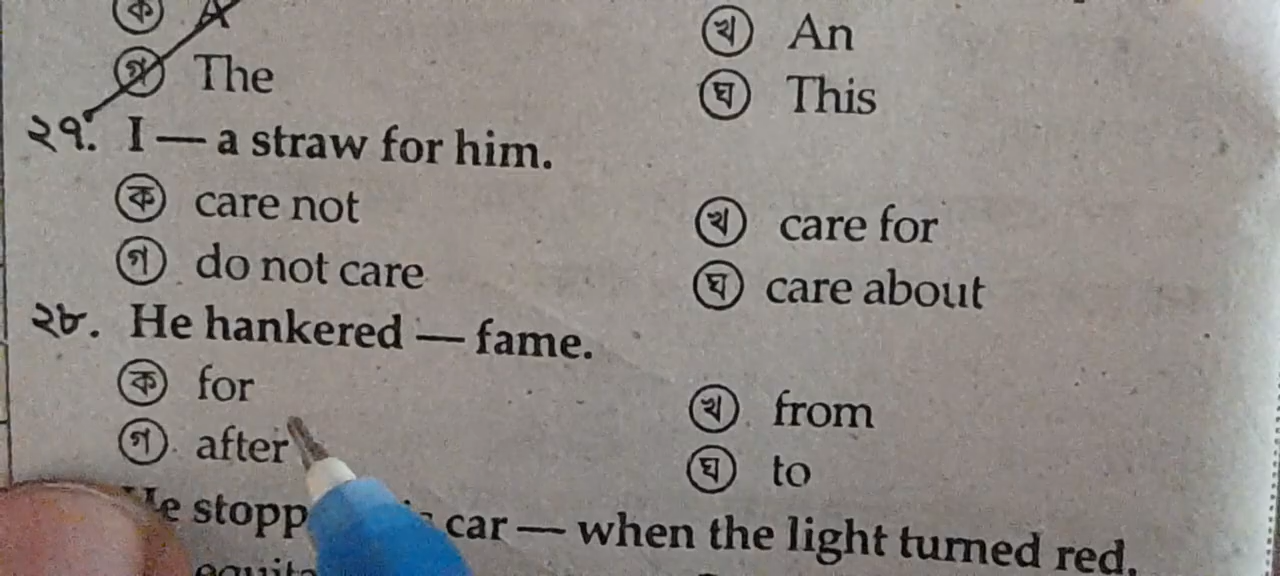 ক A খ An
গ The ঘ This
২৭. I — a straw for him.
ক care not খ care for
গ do not care ঘ care about
২৮. He hankered — fame.
ক for খ from
গ after ঘ to
He stopp car — when the light turned red.